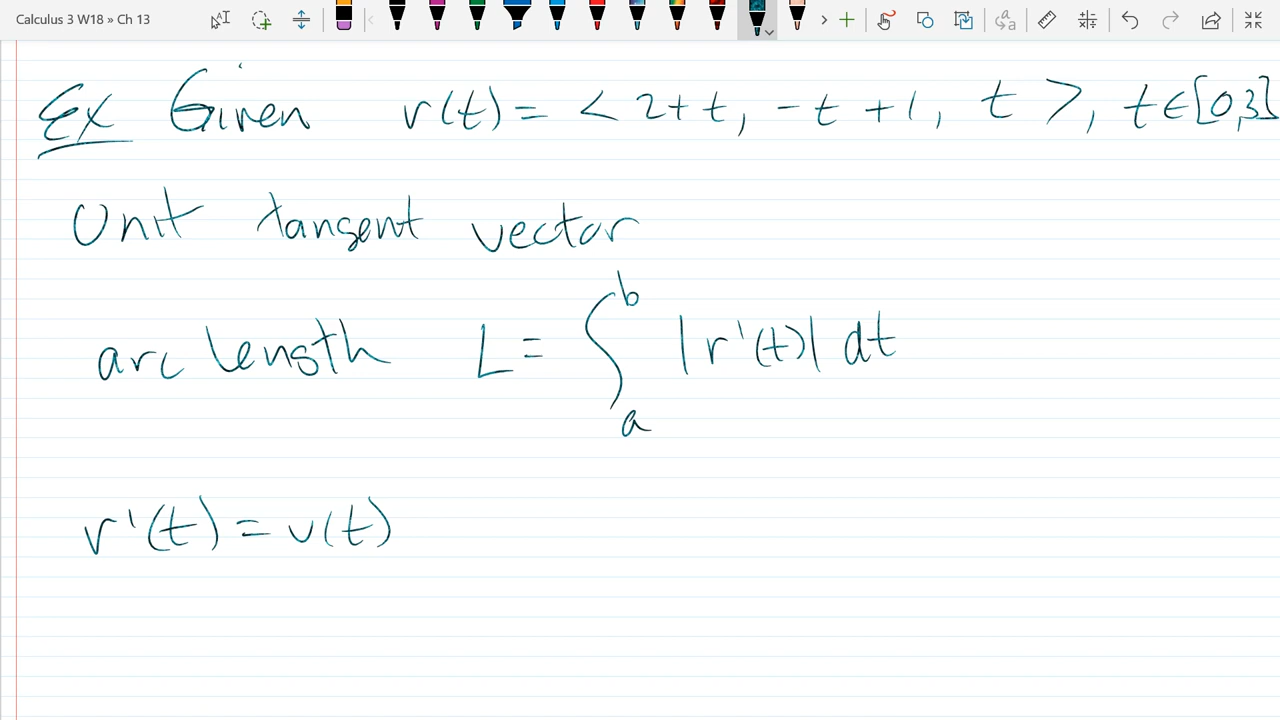 Calculus 3 W18 » Ch 13
Ex Given r(t) = < 2+t, -t+1, t >, t∈[0,3]
Unit tangent vector
arc length L = ∫_a^b |r'(t)| dt
r'(t) = v(t)